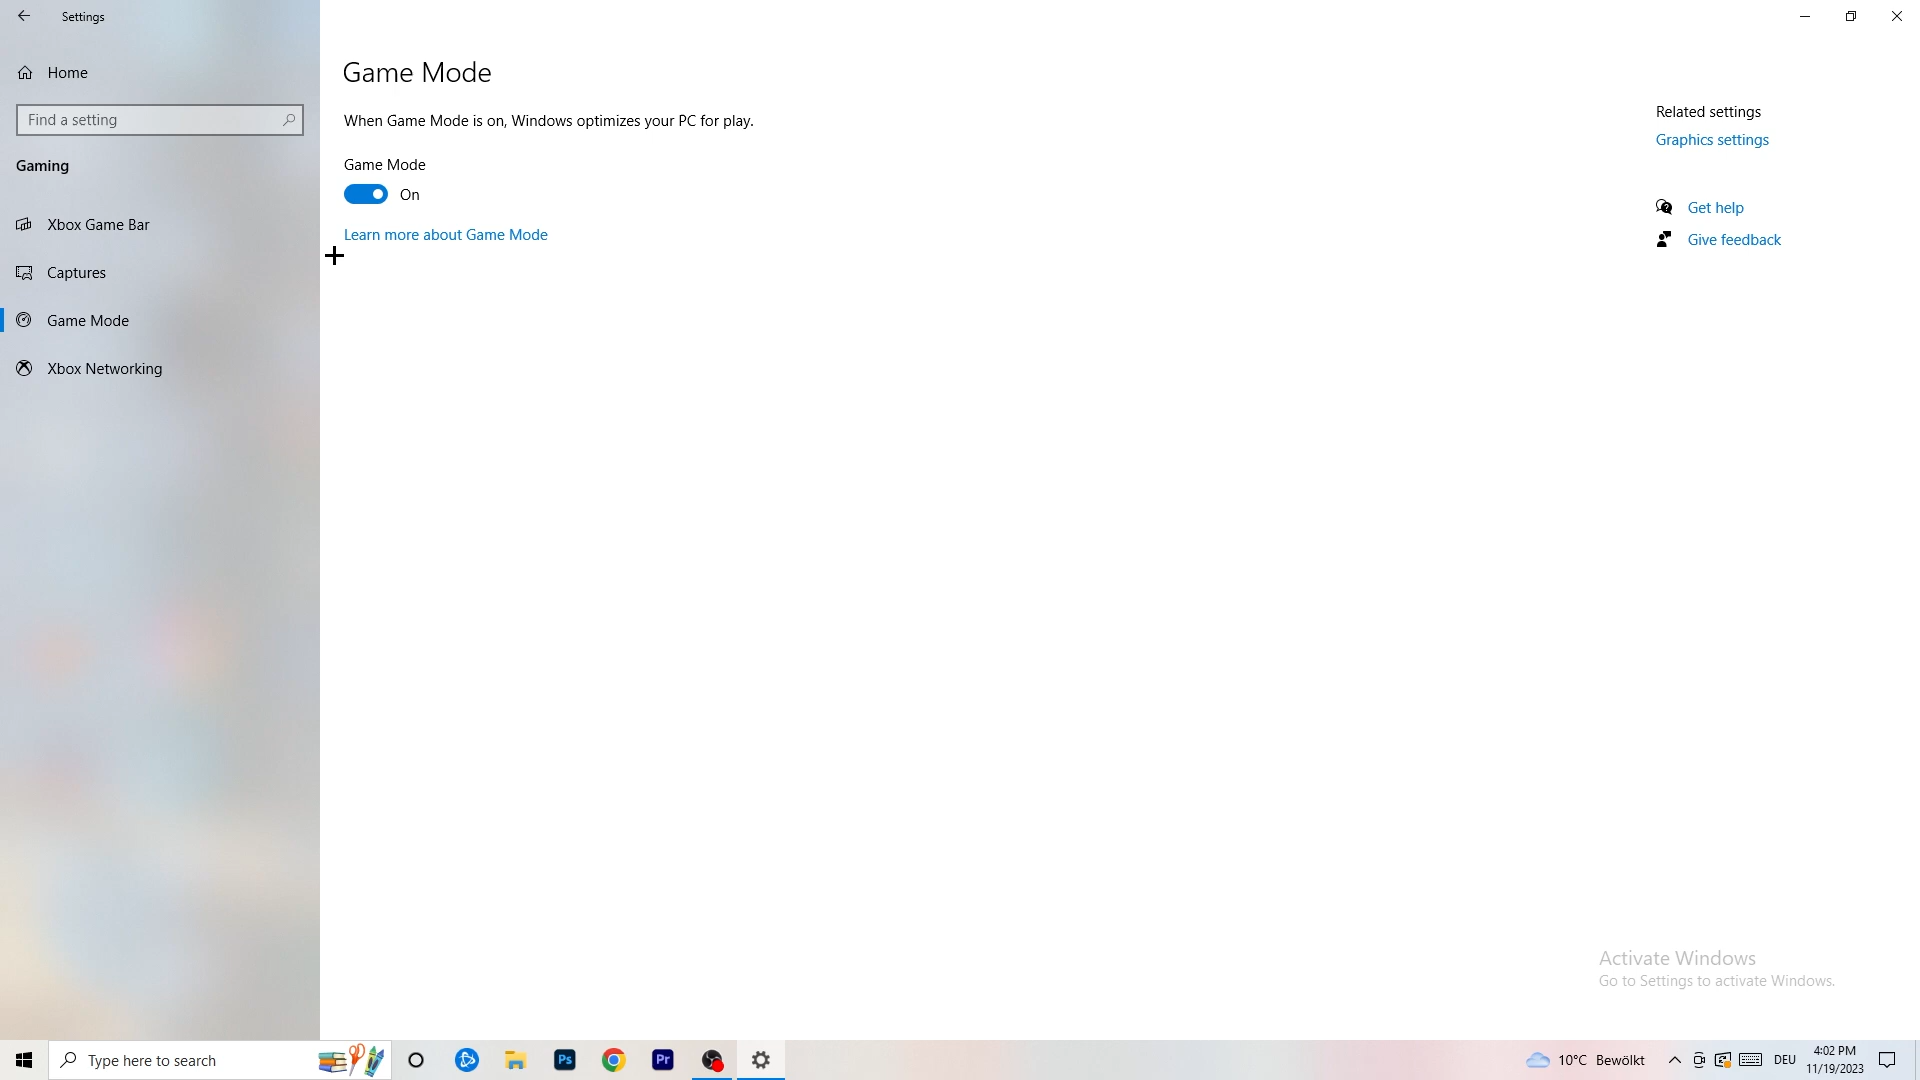 Settings
Home
Find a setting
Gaming
Xbox Game Bar
Captures
Game Mode
Xbox Networking
Game Mode
When Game Mode is on, Windows optimizes your PC for play.
Game Mode
On
Learn more about Game Mode
Related settings
Graphics settings
Get help
Give feedback
Activate Windows
Go to Settings to activate Windows.
Type here to search
Ps
Pr
10°C Bewölkt
DEU
4:02 PM
11/19/2023